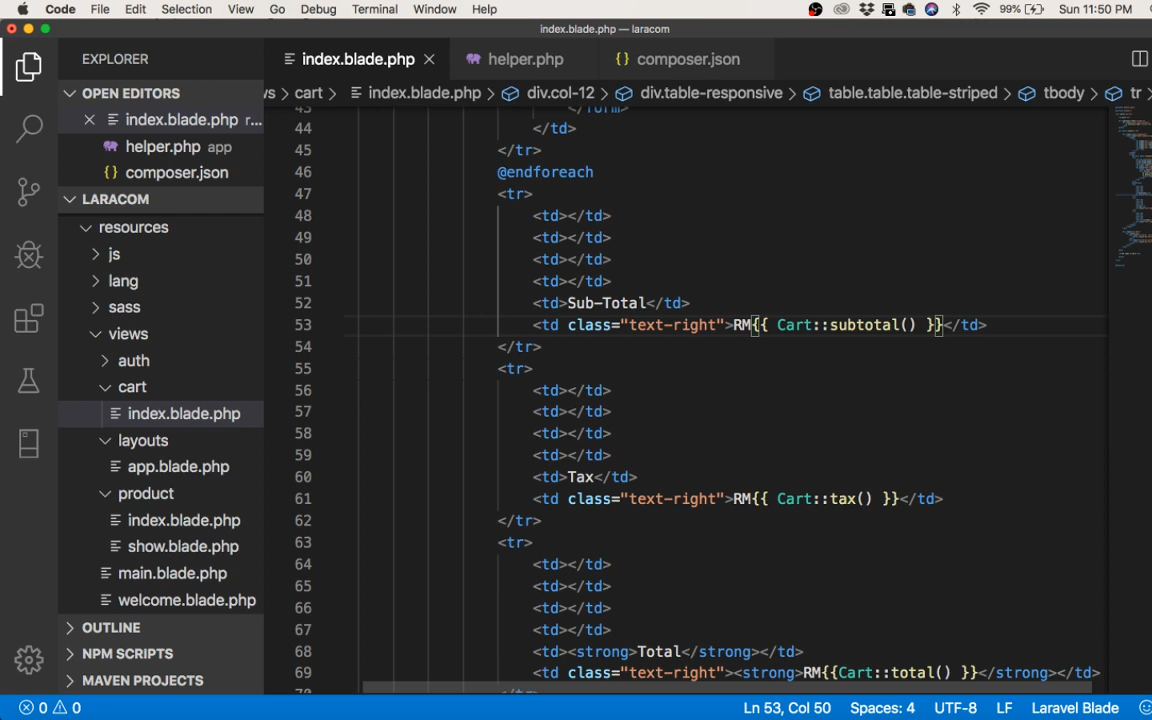 Code File Edit Selection View Go Debug Terminal Window Help 99% Sun 11:50 PM
index.blade.php — laracom
EXPLORER
OPEN EDITORS
index.blade.php r...
helper.php app
composer.json
LARACOM
resources
js
lang
sass
views
auth
cart
index.blade.php
layouts
app.blade.php
product
index.blade.php
show.blade.php
main.blade.php
welcome.blade.php
OUTLINE
NPM SCRIPTS
MAVEN PROJECTS
index.blade.php helper.php {} composer.json
vs > cart > index.blade.php > div.col-12 > div.table-responsive > table.table.table-striped > tbody > tr >
43 </form>
44 </td>
45 </tr>
46 @endforeach
47 <tr>
48 <td></td>
49 <td></td>
50 <td></td>
51 <td></td>
52 <td>Sub-Total</td>
53 <td class="text-right">RM{{ Cart::subtotal() }}</td>
54 </tr>
55 <tr>
56 <td></td>
57 <td></td>
58 <td></td>
59 <td></td>
60 <td>Tax</td>
61 <td class="text-right">RM{{ Cart::tax() }}</td>
62 </tr>
63 <tr>
64 <td></td>
65 <td></td>
66 <td></td>
67 <td></td>
68 <td><strong>Total</strong></td>
69 <td class="text-right"><strong>RM{{Cart::total() }}</strong></td>
70 </tr>
0 0 Ln 53, Col 50 Spaces: 4 UTF-8 LF Laravel Blade